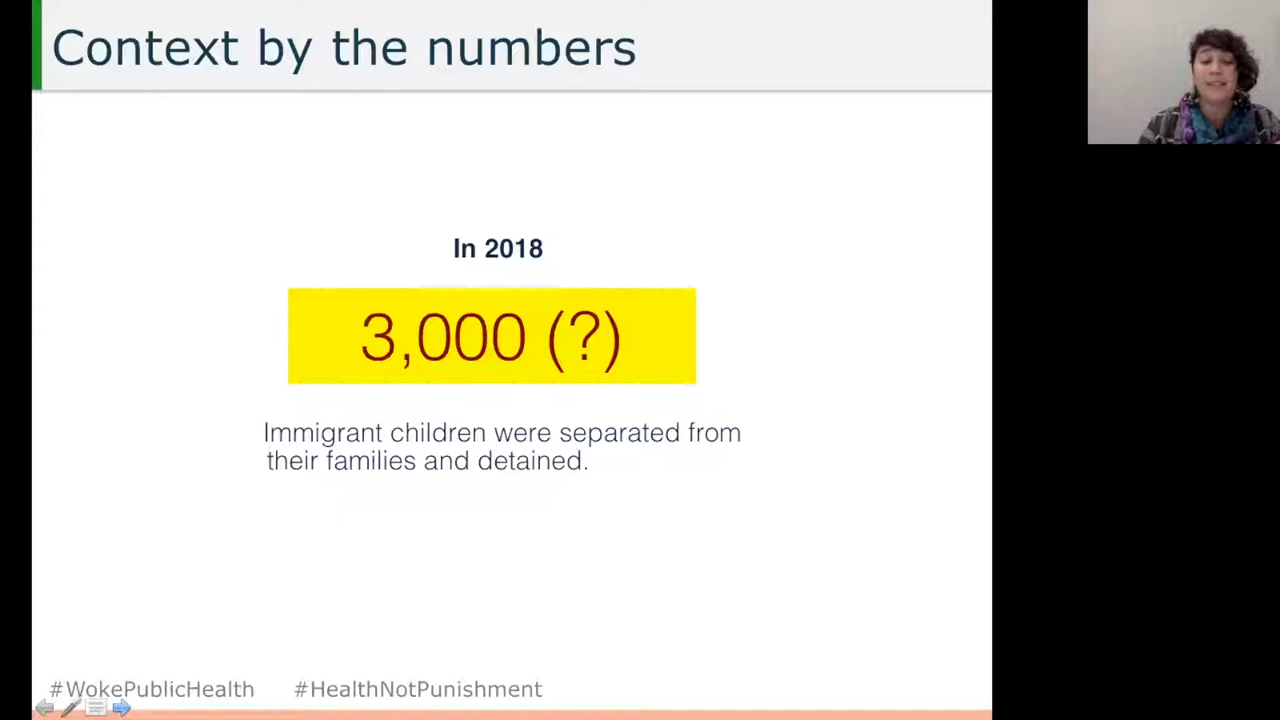 Context by the numbers
In 2018
3,000 (?)
Immigrant children were separated from
their families and detained.
#WokePublicHealth #HealthNotPunishment